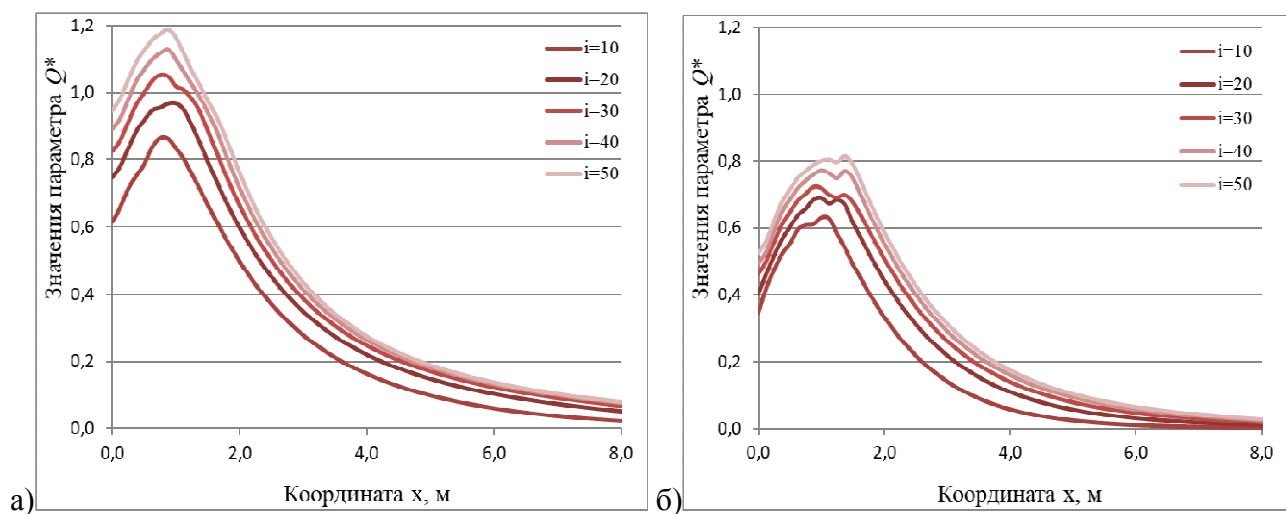 Значения параметра Q*
1,2
1,0
0,8
0,6
0,4
0,2
0,0
i=10
i=20
i=30
i=40
i=50
0,0 2,0 4,0 6,0 8,0
Координата x, м
а)
Значения параметра Q*
1,2
1,0
0,8
0,6
0,4
0,2
0,0
i=10
i=20
i=30
i=40
i=50
0,0 2,0 4,0 6,0 8,0
Координата x, м
б)